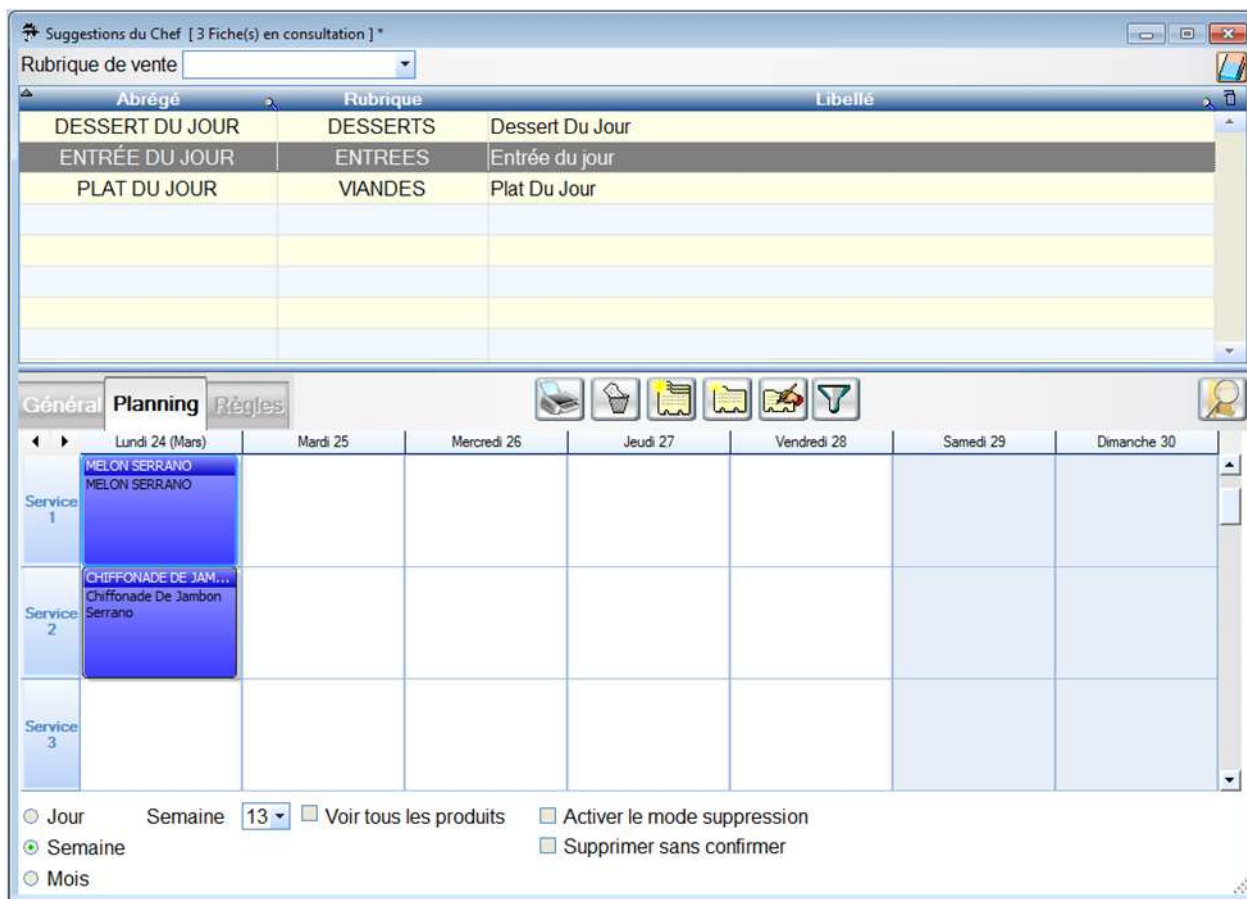 Suggestions du Chef [ 3 Fiche(s) en consultation ] *
Rubrique de vente
Abrégé Rubrique Libellé
DESSERT DU JOUR DESSERTS Dessert Du Jour
ENTRÉE DU JOUR ENTREES Entrée du jour
PLAT DU JOUR VIANDES Plat Du Jour
Général Planning Règles
Lundi 24 (Mars) Mardi 25 Mercredi 26 Jeudi 27 Vendredi 28 Samedi 29 Dimanche 30
Service 1
MELON SERRANO
MELON SERRANO
Service 2
CHIFFONADE DE JAM...
Chiffonade De Jambon
Serrano
Service 3
Jour Semaine 13 Voir tous les produits Activer le mode suppression
Semaine Supprimer sans confirmer
Mois